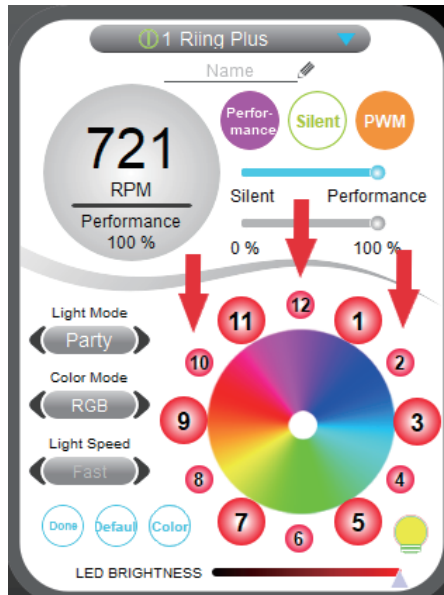 1 Riing Plus
Name
Perfor-
mance
Silent
PWM
721
RPM
Performance
100 %
Silent
Performance
0 %
100 %
Light Mode
Party
Color Mode
RGB
Light Speed
Fast
12
11
1
10
2
9
3
8
4
7
5
6
Done
Defaul
Color
LED BRIGHTNESS